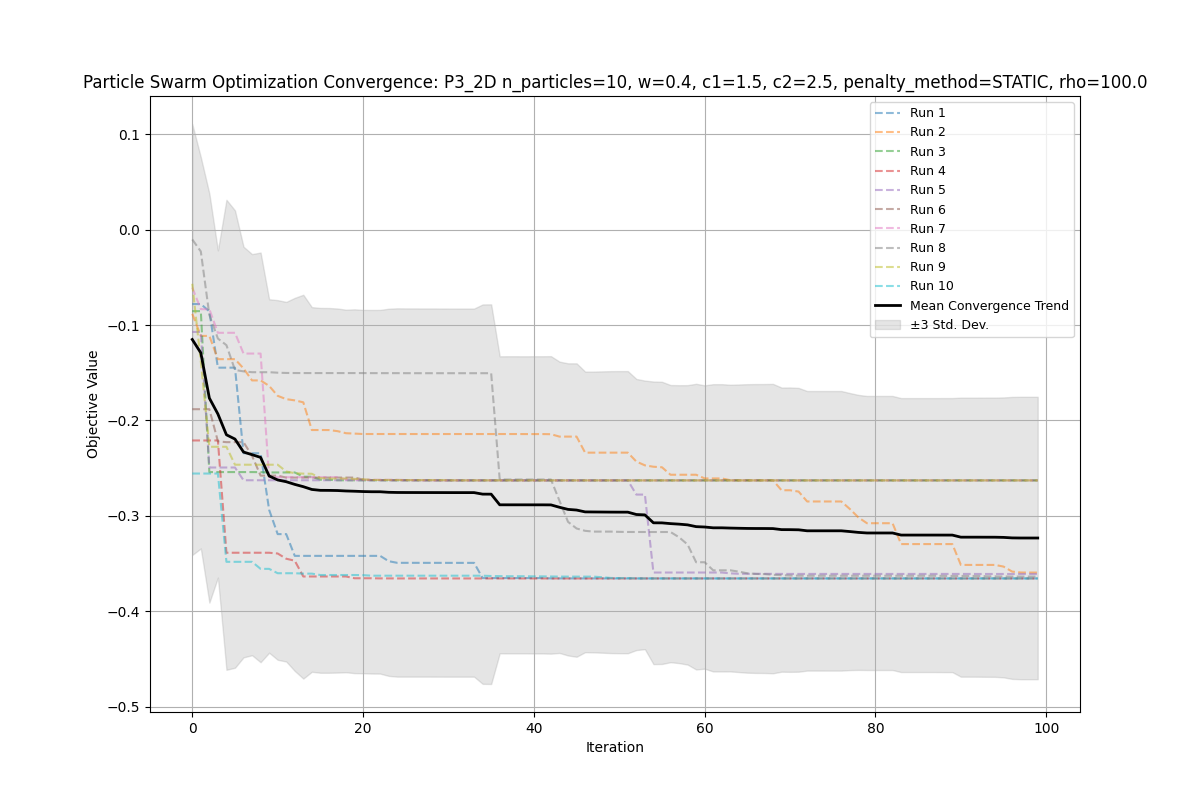 Particle Swarm Optimization Convergence: P3_2D n_particles=10, w=0.4, c1=1.5, c2=2.5, penalty_method=STATIC, rho=100.0
Run 1
Run 2
Run 3
Run 4
Run 5
Run 6
Run 7
Run 8
Run 9
Run 10
Mean Convergence Trend
±3 Std. Dev.
Objective Value
0.1
0.0
−0.1
−0.2
−0.3
−0.4
−0.5
0 20 40 60 80 100
Iteration